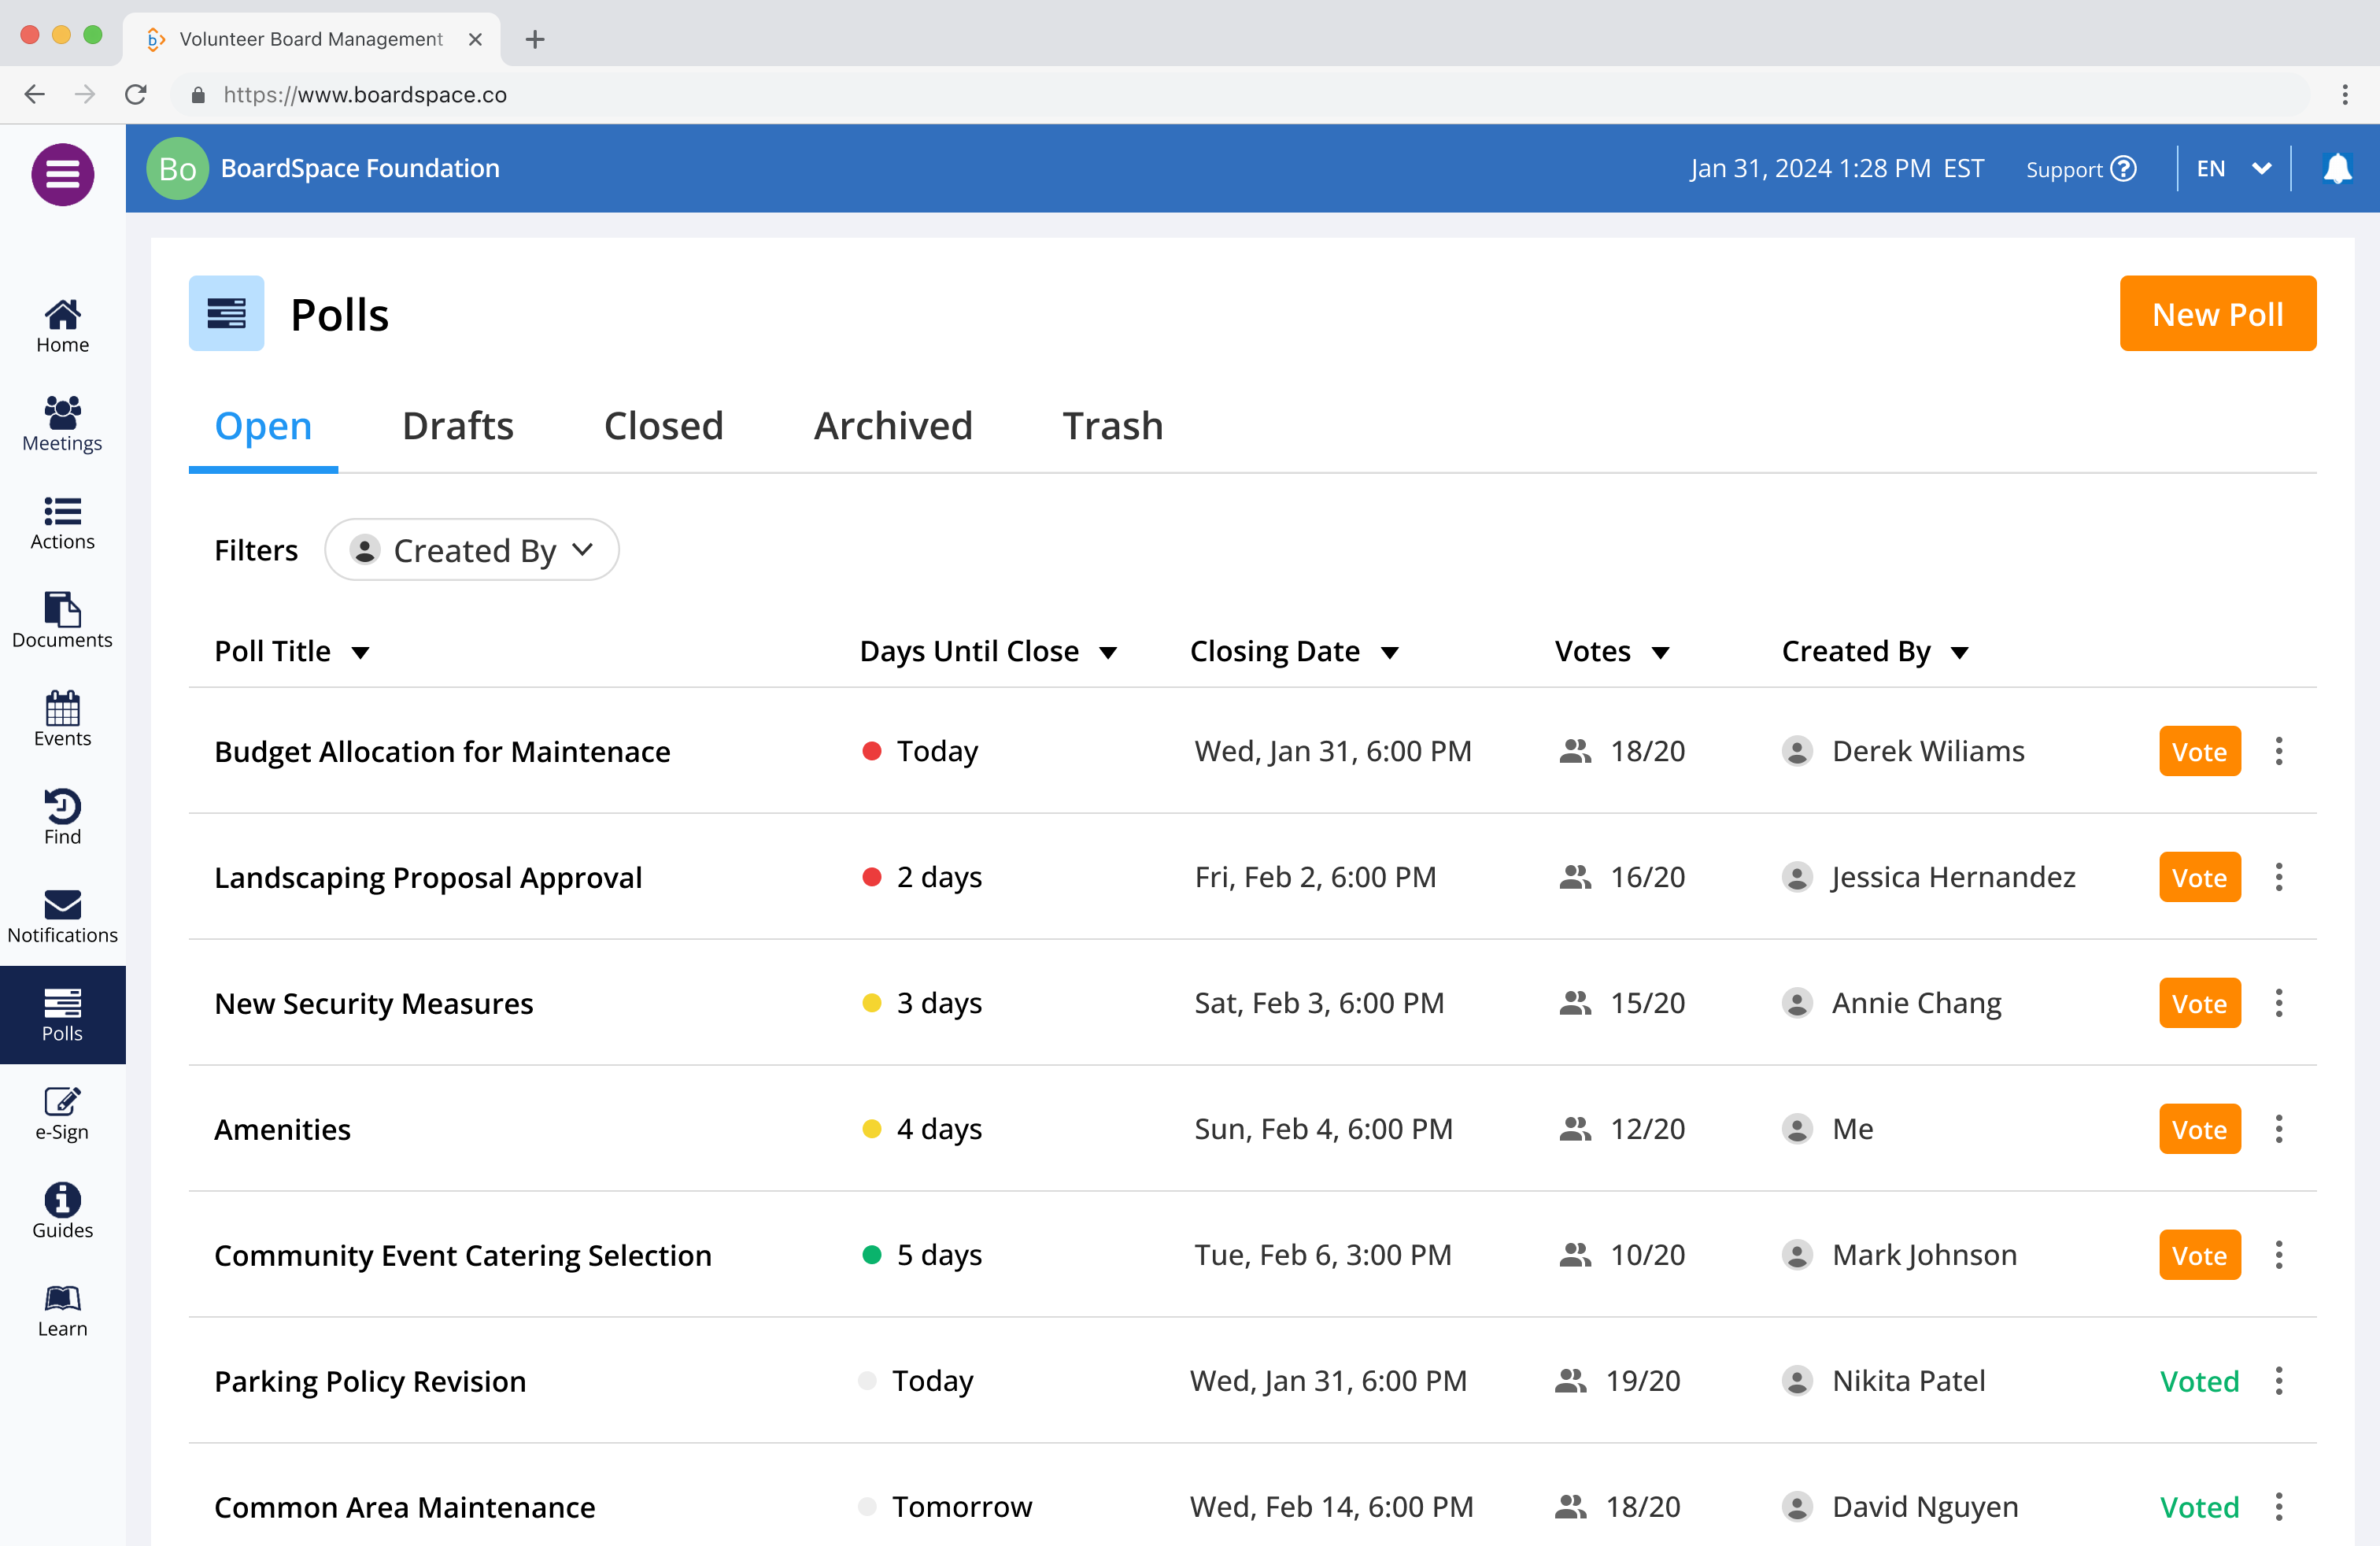 Volunteer Board Management
https://www.boardspace.co
Bo BoardSpace Foundation Jan 31, 2024 1:28 PM EST Support ? EN
Home
Meetings
Actions
Documents
Events
Find
Notifications
Polls
e-Sign
Guides
Learn
Polls New Poll
Open Drafts Closed Archived Trash
Filters Created By
Poll Title Days Until Close Closing Date Votes Created By
Budget Allocation for Maintenace Today Wed, Jan 31, 6:00 PM 18/20 Derek Wiliams Vote
Landscaping Proposal Approval 2 days Fri, Feb 2, 6:00 PM 16/20 Jessica Hernandez Vote
New Security Measures 3 days Sat, Feb 3, 6:00 PM 15/20 Annie Chang Vote
Amenities 4 days Sun, Feb 4, 6:00 PM 12/20 Me Vote
Community Event Catering Selection 5 days Tue, Feb 6, 3:00 PM 10/20 Mark Johnson Vote
Parking Policy Revision Today Wed, Jan 31, 6:00 PM 19/20 Nikita Patel Voted
Common Area Maintenance Tomorrow Wed, Feb 14, 6:00 PM 18/20 David Nguyen Voted